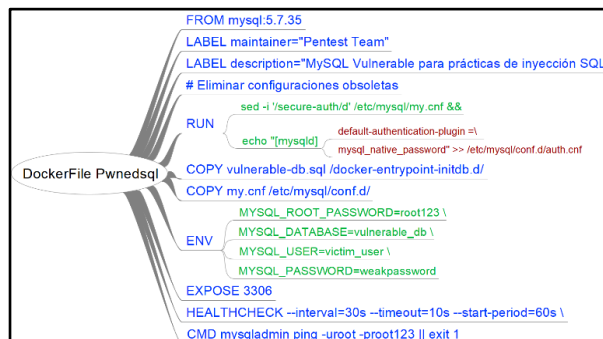 FROM mysql:5.7.35
LABEL maintainer="Pentest Team"
LABEL description="MySQL Vulnerable para prácticas de inyección SQL
# Eliminar configuraciones obsoletas
RUN
sed -i '/secure-auth/d' /etc/mysql/my.cnf &&
echo "[mysqld]
default-authentication-plugin =\
mysql_native_password" >> /etc/mysql/conf.d/auth.cnf
DockerFile Pwnedsql
COPY vulnerable-db.sql /docker-entrypoint-initdb.d/
COPY my.cnf /etc/mysql/conf.d/
ENV
MYSQL_ROOT_PASSWORD=root123 \
MYSQL_DATABASE=vulnerable_db \
MYSQL_USER=victim_user \
MYSQL_PASSWORD=weakpassword
EXPOSE 3306
HEALTHCHECK --interval=30s --timeout=10s --start-period=60s \
CMD mysqladmin ping -uroot -proot123 || exit 1